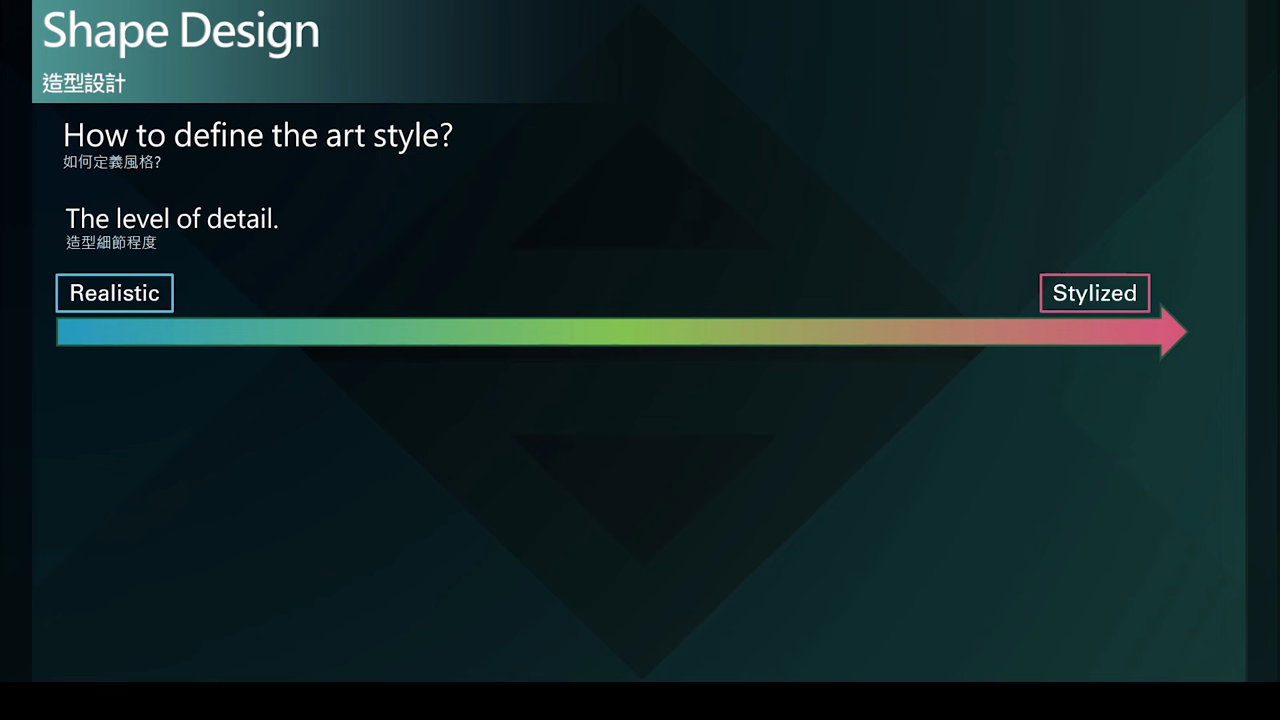 Shape Design
造型設計
How to define the art style?
如何定義風格?
The level of detail.
造型細節程度
Realistic
Stylized